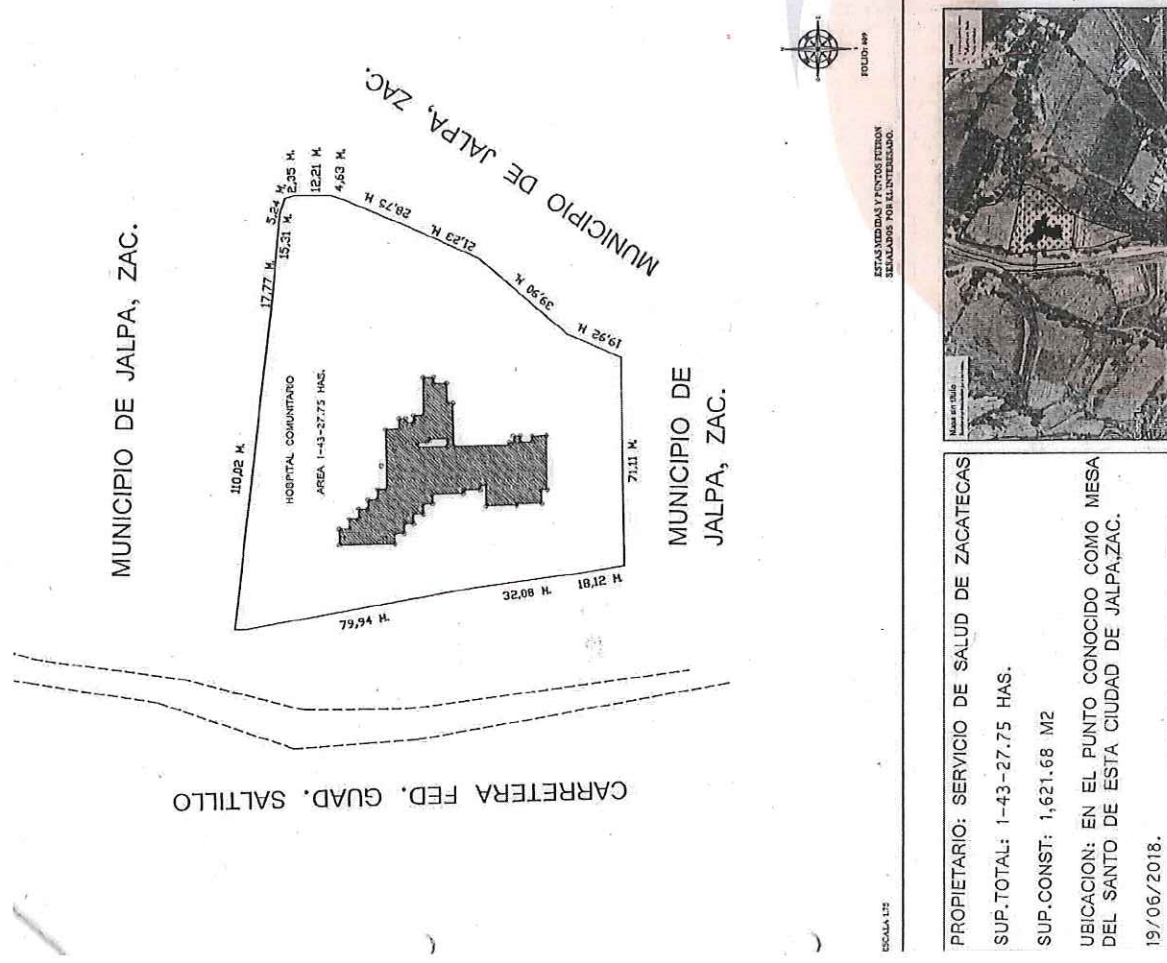 MUNICIPIO DE JALPA, ZAC.
110,02 M.
17,77 M.
15,31 M.
5,24 M.
2,35 M.
12,21 M.
4,63 M.
28,75 M.
21,23 M.
39,90 M.
19,92 M.
71,11 M.
18,12 M
32,08 M.
79,94 M.
HOSPITAL COMUNITARIO
AREA 1-43-27.75 HAS.
MUNICIPIO DE JALPA, ZAC.
MUNICIPIO DE
JALPA, ZAC.
CARRETERA FED. GUAD. SALTILLO
ESTAS MEDIDAS Y PUNTOS FUERON
SEÑALADOS POR EL INTERESADO.
PROPIETARIO: SERVICIO DE SALUD DE ZACATECAS
SUP.TOTAL: 1-43-27.75 HAS.
SUP.CONST: 1,621.68 M2
UBICACION: EN EL PUNTO CONOCIDO COMO MESA
DEL SANTO DE ESTA CIUDAD DE JALPA,ZAC.
19/06/2018.
Mapa sin título